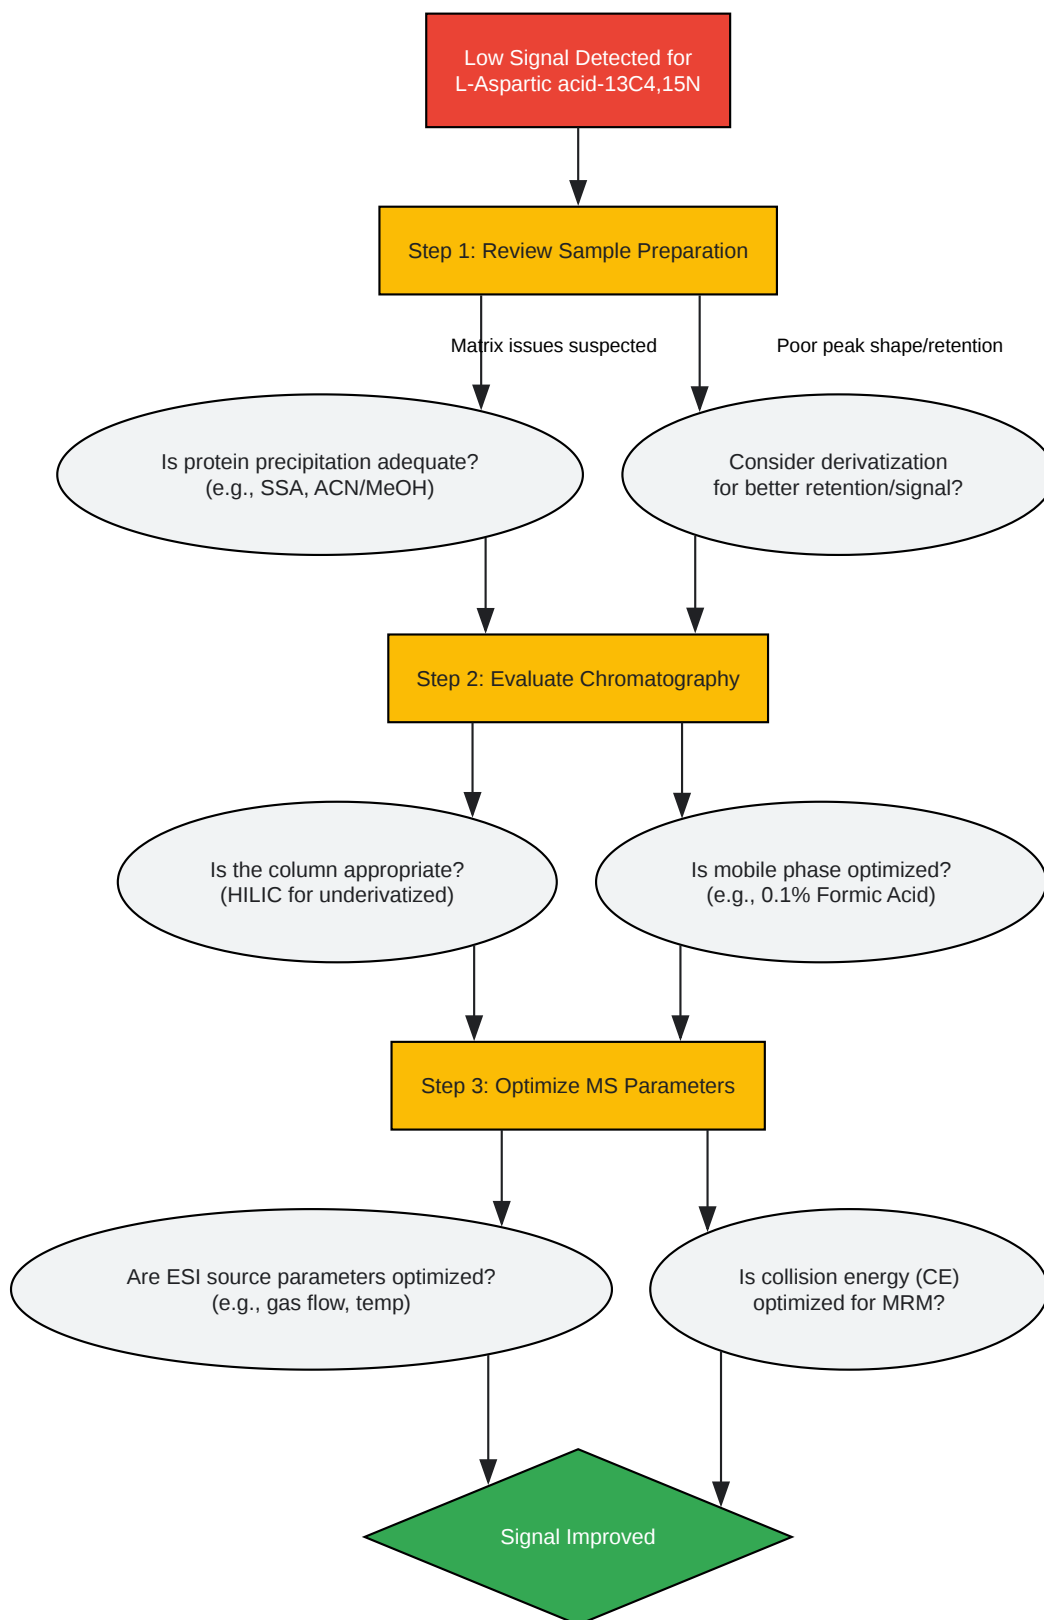 Low Signal Detected for
L-Aspartic acid-13C4,15N
Step 1: Review Sample Preparation
Matrix issues suspected
Poor peak shape/retention
Is protein precipitation adequate?
(e.g., SSA, ACN/MeOH)
Consider derivatization
for better retention/signal?
Step 2: Evaluate Chromatography
Is the column appropriate?
(HILIC for underivatized)
Is mobile phase optimized?
(e.g., 0.1% Formic Acid)
Step 3: Optimize MS Parameters
Are ESI source parameters optimized?
(e.g., gas flow, temp)
Is collision energy (CE)
optimized for MRM?
Signal Improved